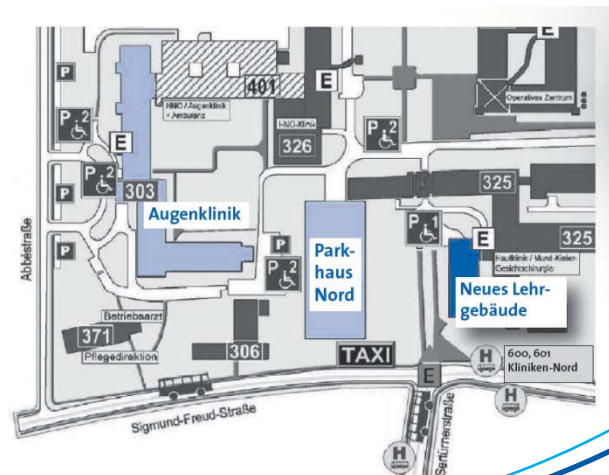 E
P
401
E
HNO / Augenklinik
+ Ambulanz
Operatives Zentrum
P 2
E
HNO-Klinik
326
P 2
P 2
P
303
325
Augenklinik
P 1
Park-
haus
Nord
E
325
P
P
P 2
Hautklinik / Mund-Kiefer-
Gesichtschirurgie
Neues Lehr-
gebäude
Abbéstraße
Betriebsarzt
371
Pflegedirektion
306
TAXI
H
600, 601
Kliniken-Nord
E
H
Sigmund-Freud-Straße
Sertürnerstraße
H